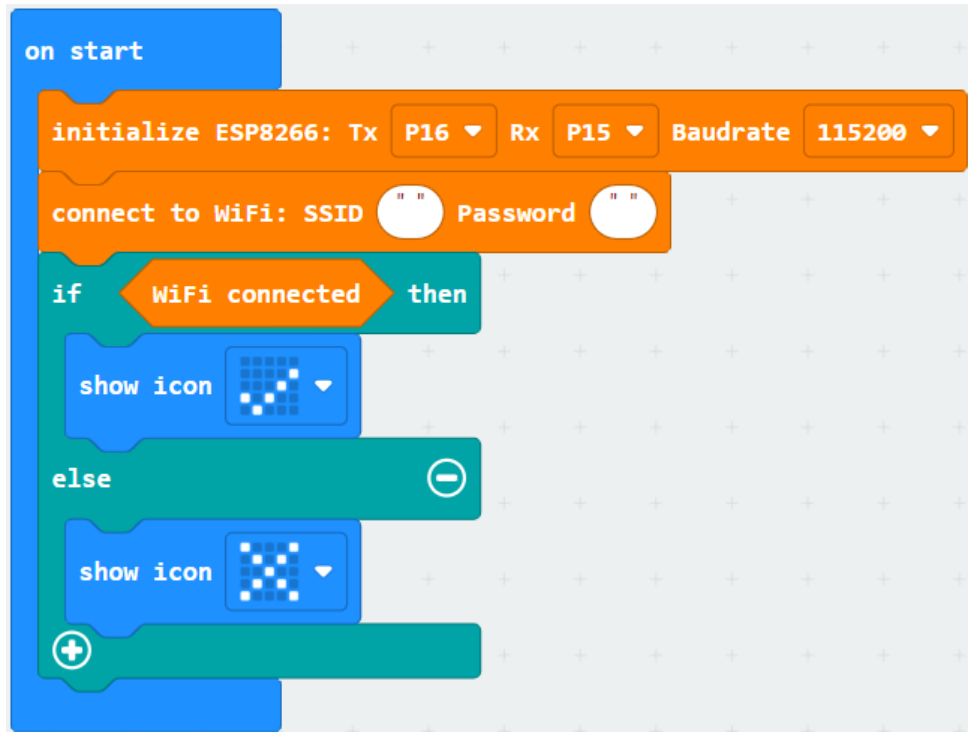 on start
initialize ESP8266: Tx P16 Rx P15 Baudrate 115200
connect to WiFi: SSID " " Password " "
if WiFi connected then
show icon
else
show icon